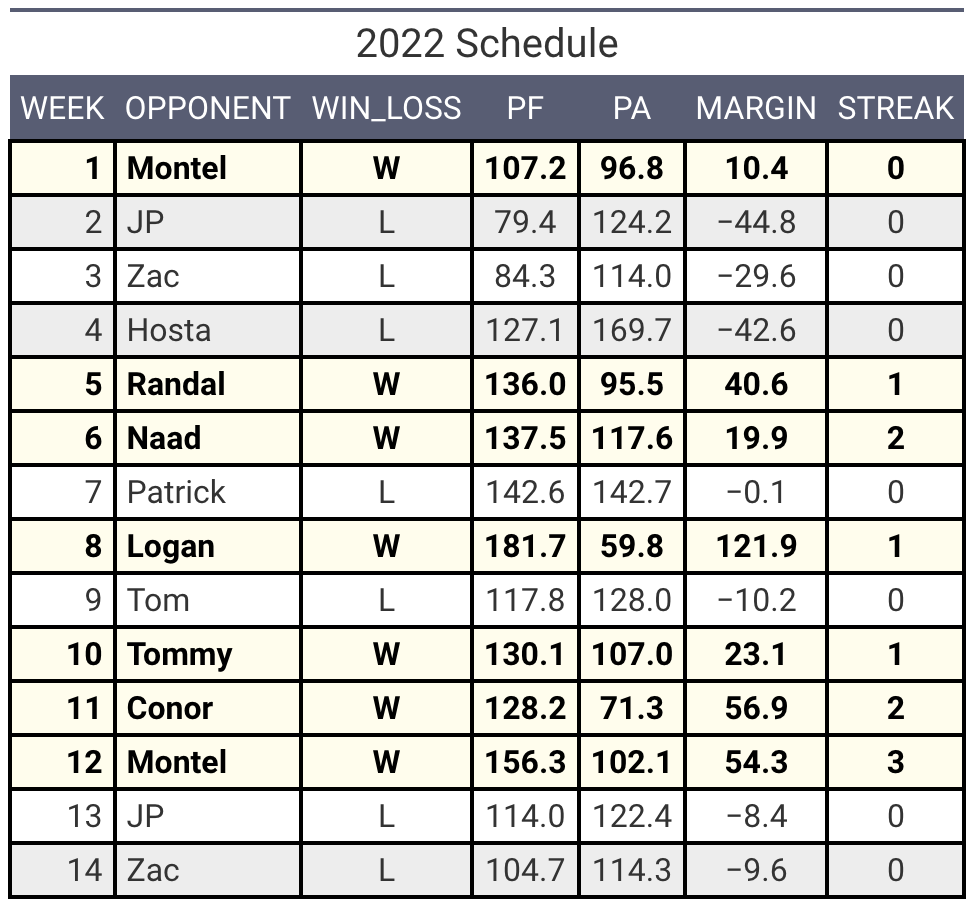 2022 Schedule
WEEK OPPONENT WIN_LOSS PF PA MARGIN STREAK
1 Montel W 107.2 96.8 10.4 0
2 JP L 79.4 124.2 −44.8 0
3 Zac L 84.3 114.0 −29.6 0
4 Hosta L 127.1 169.7 −42.6 0
5 Randal W 136.0 95.5 40.6 1
6 Naad W 137.5 117.6 19.9 2
7 Patrick L 142.6 142.7 −0.1 0
8 Logan W 181.7 59.8 121.9 1
9 Tom L 117.8 128.0 −10.2 0
10 Tommy W 130.1 107.0 23.1 1
11 Conor W 128.2 71.3 56.9 2
12 Montel W 156.3 102.1 54.3 3
13 JP L 114.0 122.4 −8.4 0
14 Zac L 104.7 114.3 −9.6 0